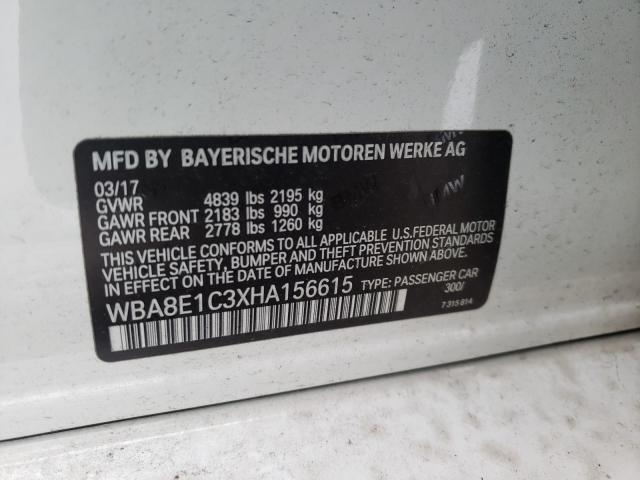 MFD BY BAYERISCHE MOTOREN WERKE AG
03/17
GVWR 4839 lbs 2195 kg
GAWR FRONT 2183 lbs 990 kg
GAWR REAR 2778 lbs 1260 kg
THIS VEHICLE CONFORMS TO ALL APPLICABLE U.S.FEDERAL MOTOR
VEHICLE SAFETY, BUMPER, AND THEFT PREVENTION STANDARDS
IN EFFECT ON THE DATE OF MANUFACTURE SHOWN ABOVE.
WBA8E1C3XHA156615 TYPE: PASSENGER CAR
300/
7 315 814